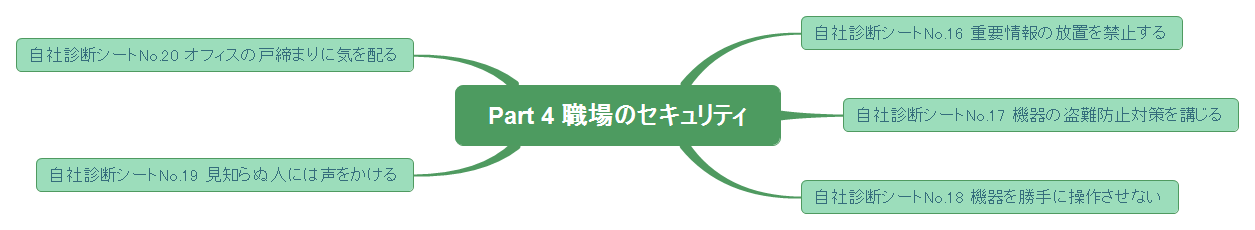 Part 4 職場のセキュリティ
自社診断シートNo.16 重要情報の放置を禁止する
自社診断シートNo.17 機器の盗難防止対策を講じる
自社診断シートNo.18 機器を勝手に操作させない
自社診断シートNo.19 見知らぬ人には声をかける
自社診断シートNo.20 オフィスの戸締まりに気を配る